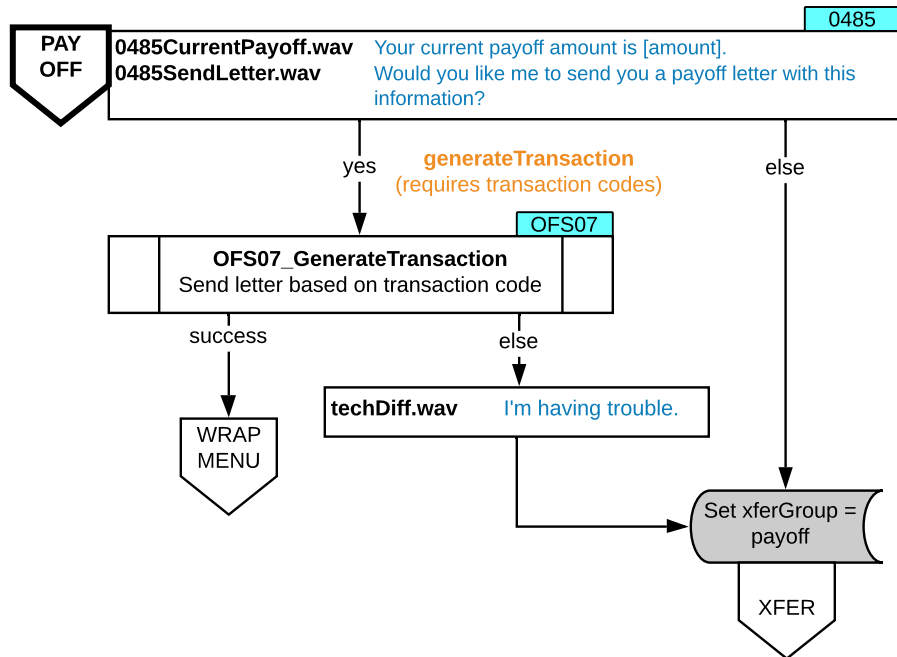 0485
PAY
OFF
0485CurrentPayoff.wav Your current payoff amount is [amount].
0485SendLetter.wav Would you like me to send you a payoff letter with this
information?
yes
generateTransaction
(requires transaction codes)
else
OFS07
OFS07_GenerateTransaction
Send letter based on transaction code
success
else
techDiff.wav I'm having trouble.
WRAP
MENU
Set xferGroup =
payoff
XFER